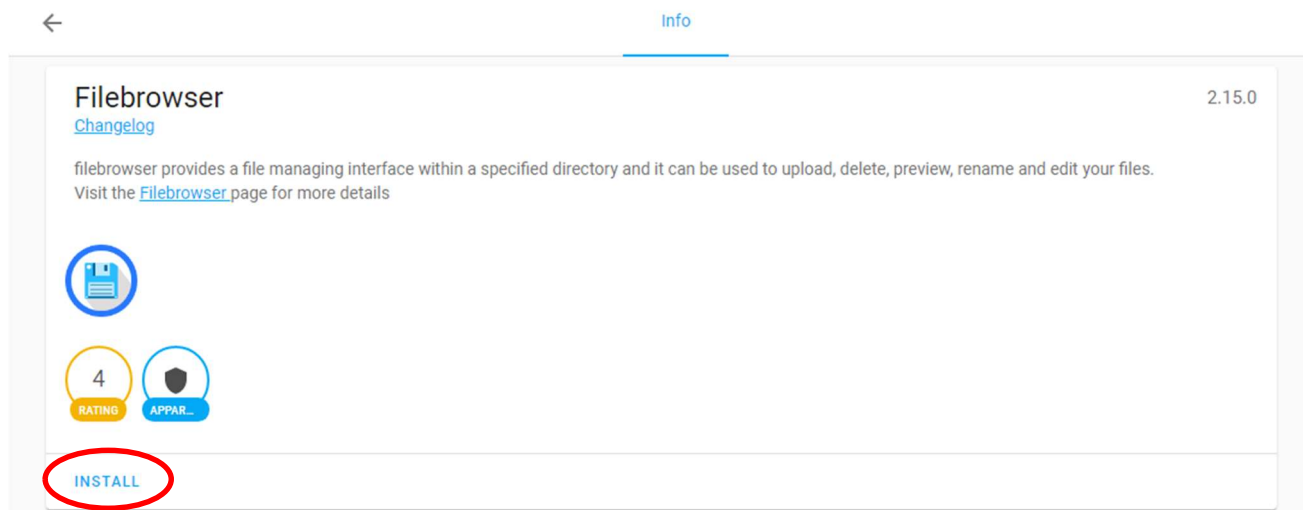 Info
Filebrowser
2.15.0
Changelog
filebrowser provides a file managing interface within a specified directory and it can be used to upload, delete, preview, rename and edit your files.
Visit the Filebrowser page for more details
4
RATING
APPAR...
INSTALL